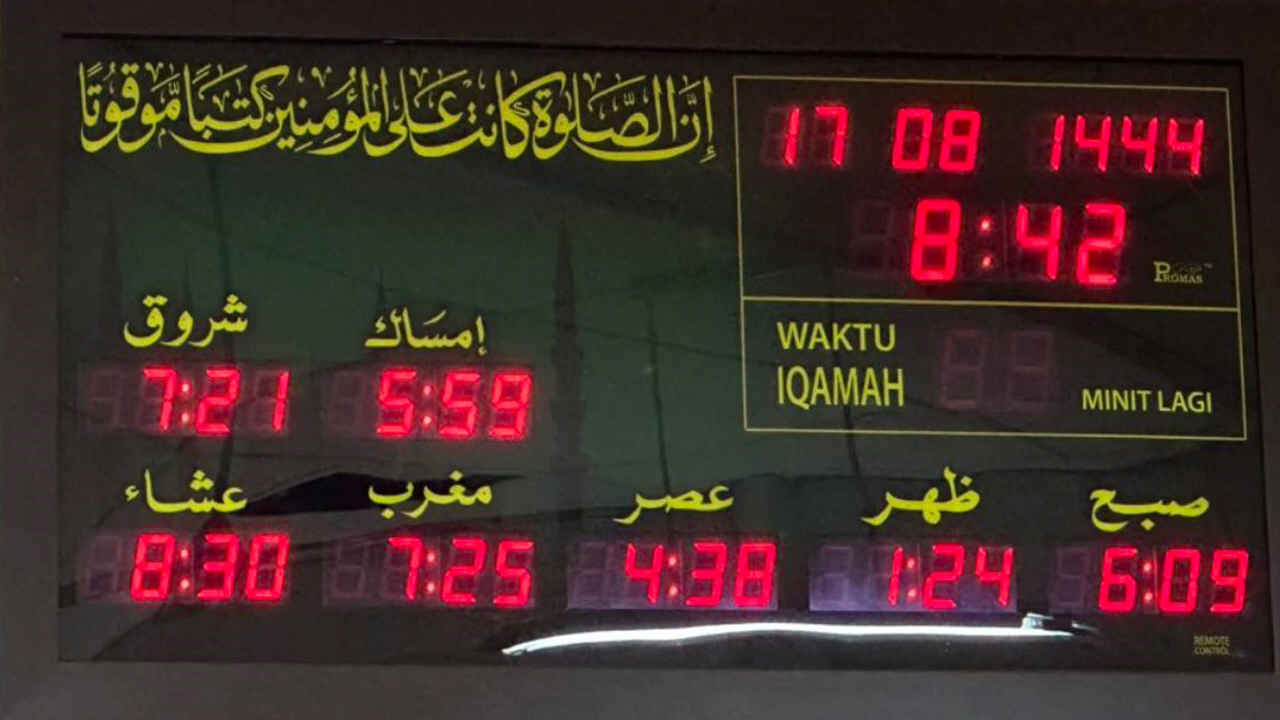 إِنَّ الصَّلَوٰةَ كَانَتْ عَلَى الْمُؤْمِنِينَ كِتَٰبًا مَّوْقُوتًا
17 08 1444
8:42
PROMAS
WAKTU
IQAMAH
MINIT LAGI
إمساك شروق
5:59 7:21
صبح ظهر عصر مغرب عشاء
6:09 1:24 4:38 7:25 8:30
REMOTE
CONTROL